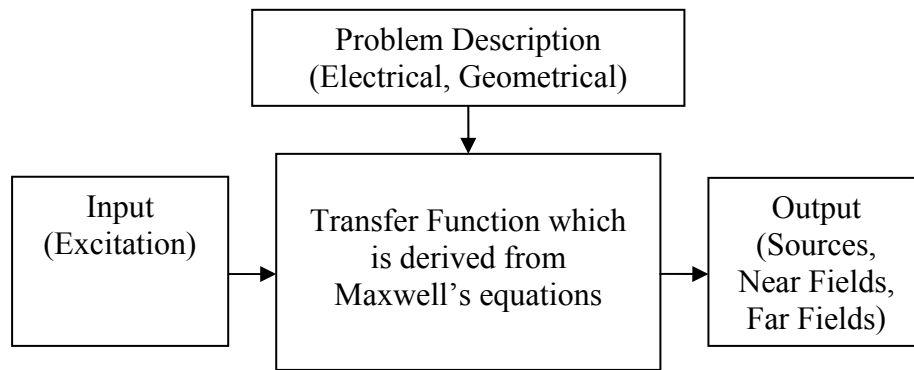 Problem Description
(Electrical, Geometrical)
Input
(Excitation)
Transfer Function which
is derived from
Maxwell’s equations
Output
(Sources,
Near Fields,
Far Fields)